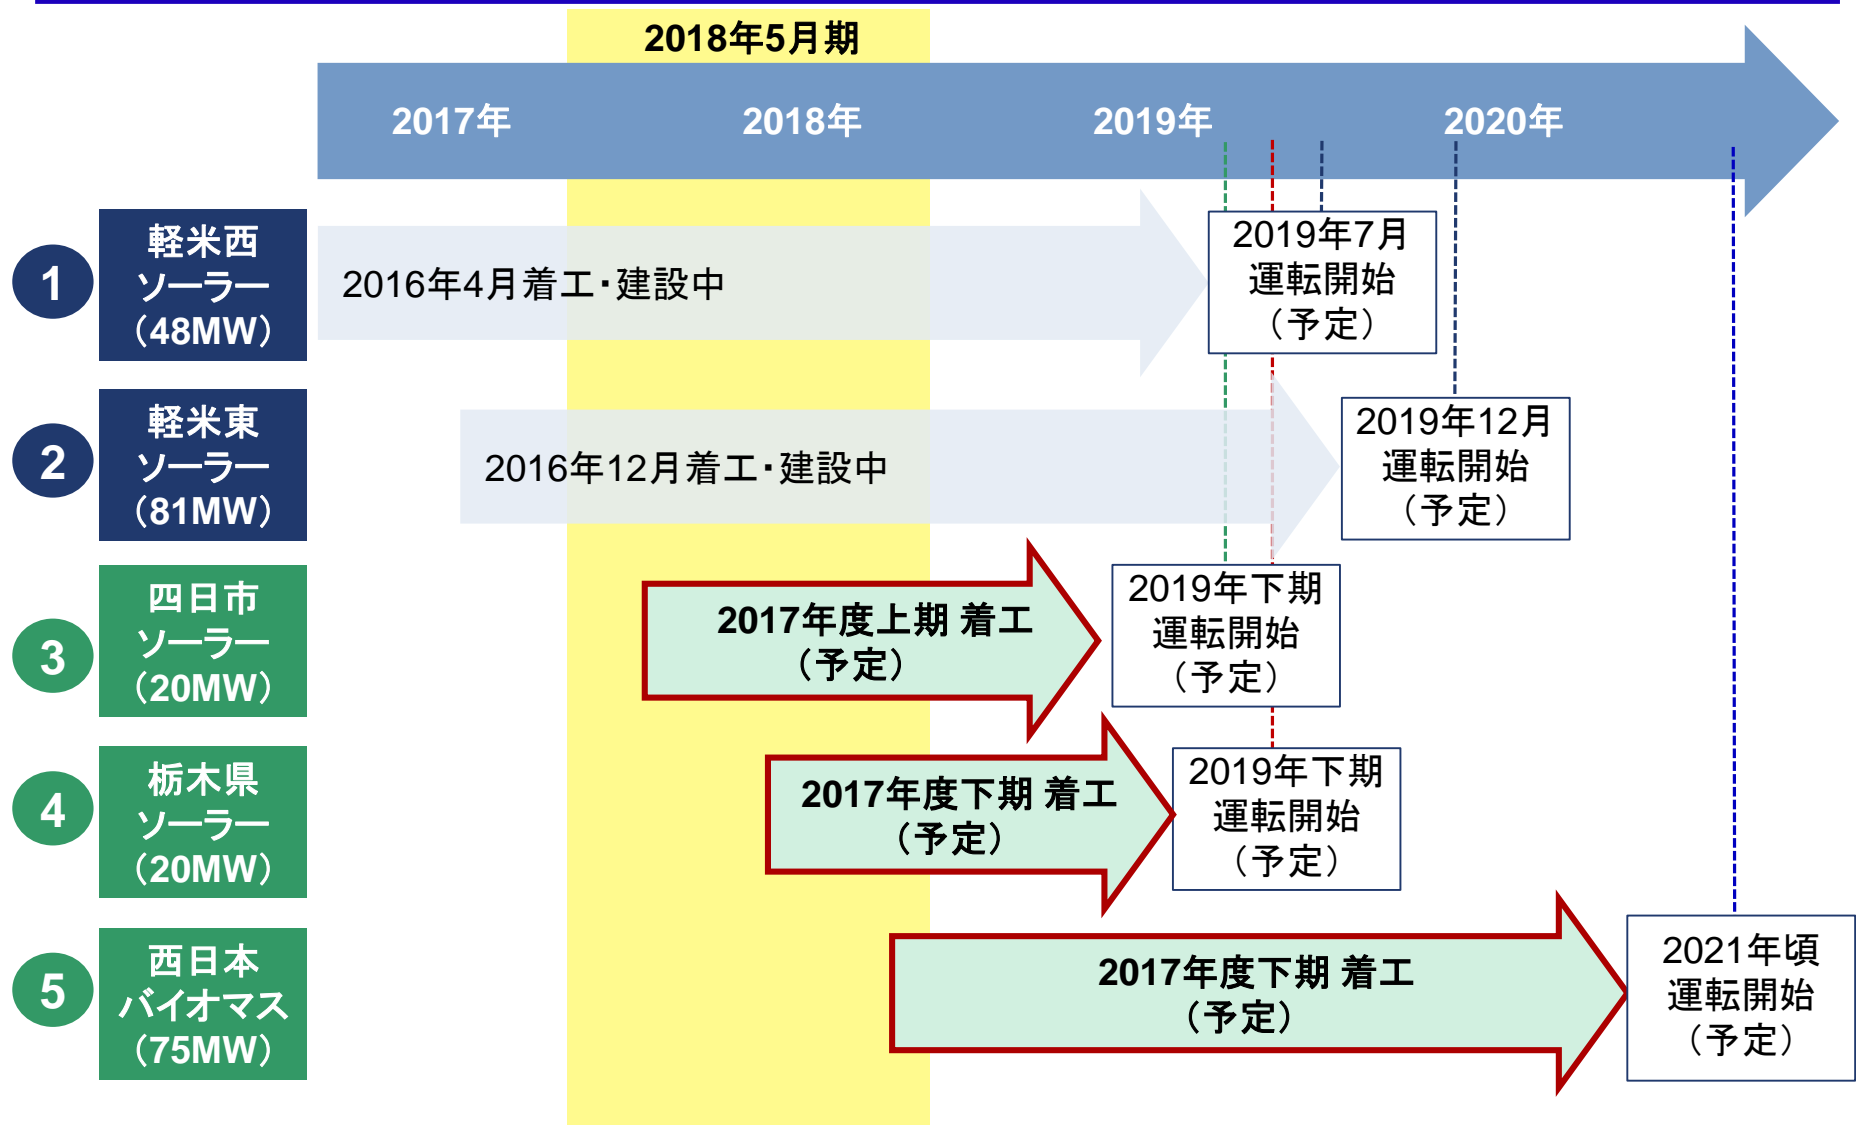 2018年5月期
2017年
2018年
2019年
2020年
1
軽米西
ソーラー
（48MW）
2016年4月着工・建設中
2019年7月
運転開始
（予定）
2
軽米東
ソーラー
（81MW）
2016年12月着工・建設中
2019年12月
運転開始
（予定）
3
四日市
ソーラー
（20MW）
2017年度上期 着工
（予定）
2019年下期
運転開始
（予定）
4
栃木県
ソーラー
（20MW）
2017年度下期 着工
（予定）
2019年下期
運転開始
（予定）
5
西日本
バイオマス
（75MW）
2017年度下期 着工
（予定）
2021年頃
運転開始
（予定）